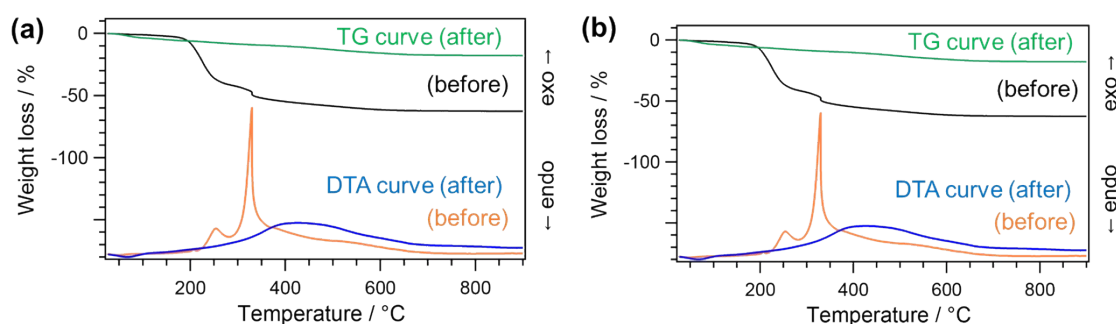 (a)
TG curve (after)
(before)
DTA curve (after)
(before)
0
-50
-100
Weight loss / %
exo →
← endo
200
400
600
800
Temperature / °C
(b)
TG curve (after)
(before)
DTA curve (after)
(before)
0
-50
-100
Weight loss / %
exo →
← endo
200
400
600
800
Temperature / °C